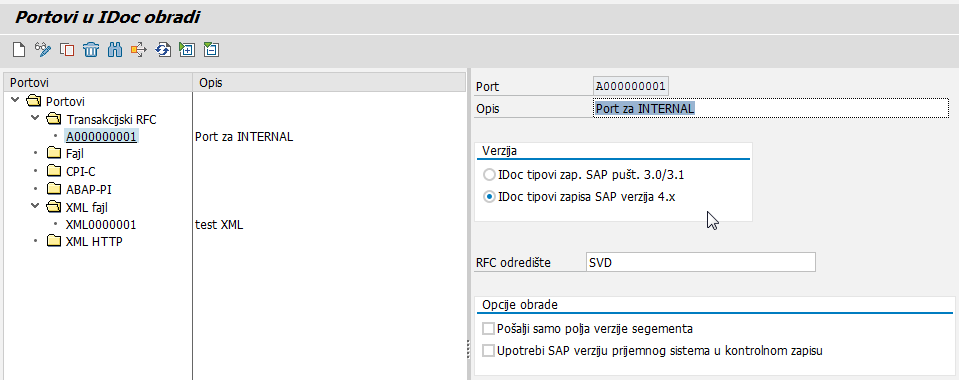 Portovi u IDoc obradi
Portovi Opis
Portovi
Transakcijski RFC
A000000001 Port za INTERNAL
Fajl
CPI-C
ABAP-PI
XML fajl
XML0000001 test XML
XML HTTP
Port A000000001
Opis Port za INTERNAL
Verzija
IDoc tipovi zap. SAP pušt. 3.0/3.1
IDoc tipovi zapisa SAP verzija 4.x
RFC odredište SVD
Opcije obrade
Pošalji samo polja verzije segementa
Upotrebi SAP verziju prijemnog sistema u kontrolnom zapisu